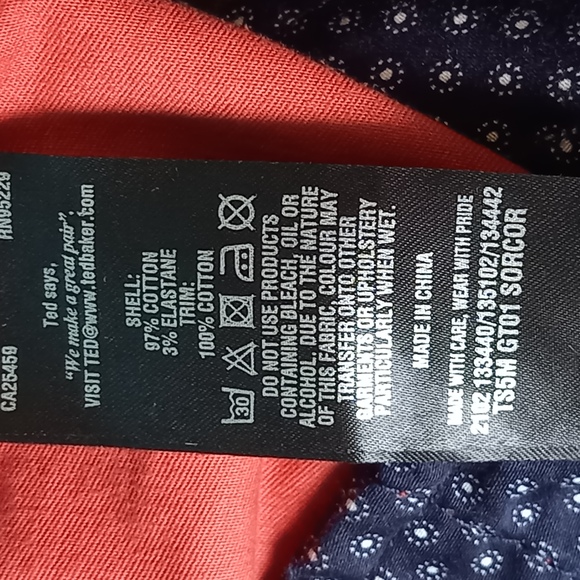 CA25459
RN95229
Ted says,
"We make a great pair".
VISIT TED@www.tedbaker.com
SHELL:
97% COTTON
3% ELASTANE
TRIM:
100% COTTON
30
DO NOT USE PRODUCTS
CONTAINING BLEACH, OIL, OR
ALCOHOL. DUE TO THE NATURE
OF THIS FABRIC, COLOUR MAY
TRANSFER ONTO OTHER
GARMENTS OR UPHOLSTERY
PARTICULARLY WHEN WET.
MADE IN CHINA
MADE WITH CARE, WEAR WITH PRIDE
2102 133440/135102/134442
TS5M GT01 SORCOR